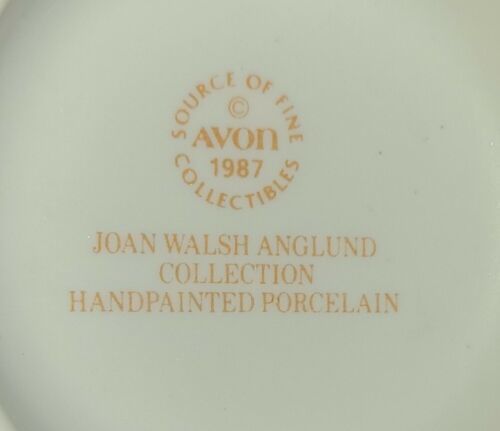 SOURCE OF FINE
©
AVON
1987
COLLECTIBLES
JOAN WALSH ANGLUND
COLLECTION
HANDPAINTED PORCELAIN